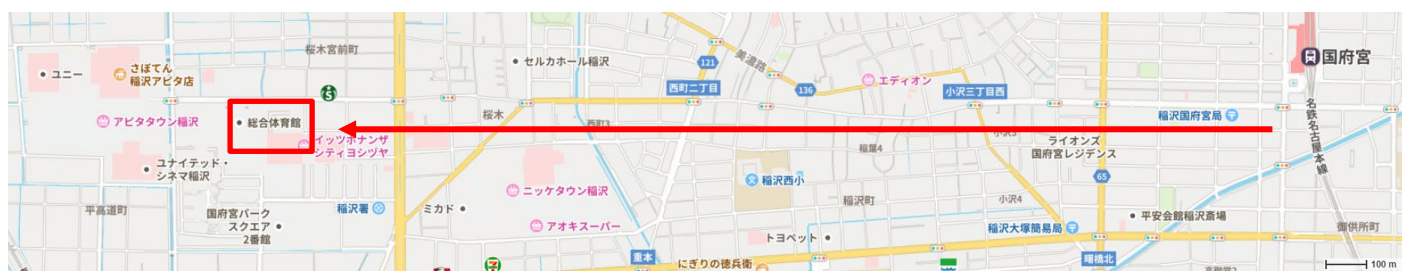 桜木宮前町
ユニー
さぼてん
稲沢アピタ店
セルカホール稲沢
121
美濃路
国府宮
エディオン
西町二丁目
136
小沢三丁目西
アピタタウン稲沢
総合体育館
桜木
西町3
稲沢国府宮局
名鉄名古屋本線
イッツボナンザ
シティヨシヅヤ
小沢3
ライオンズ
国府宮レジデンス
稲葉4
ユナイテッド・
シネマ稲沢
ニッケタウン稲沢
稲沢西小
65
平高道町
国府宮パーク
スクエア
2番館
稲沢署
ミカド
アオキスーパー
稲沢町
小沢4
平安会館稲沢斎場
稲沢大塚簡易局
御供所町
トヨペット
重本
にぎりの徳兵衛
曙橋北
100 m